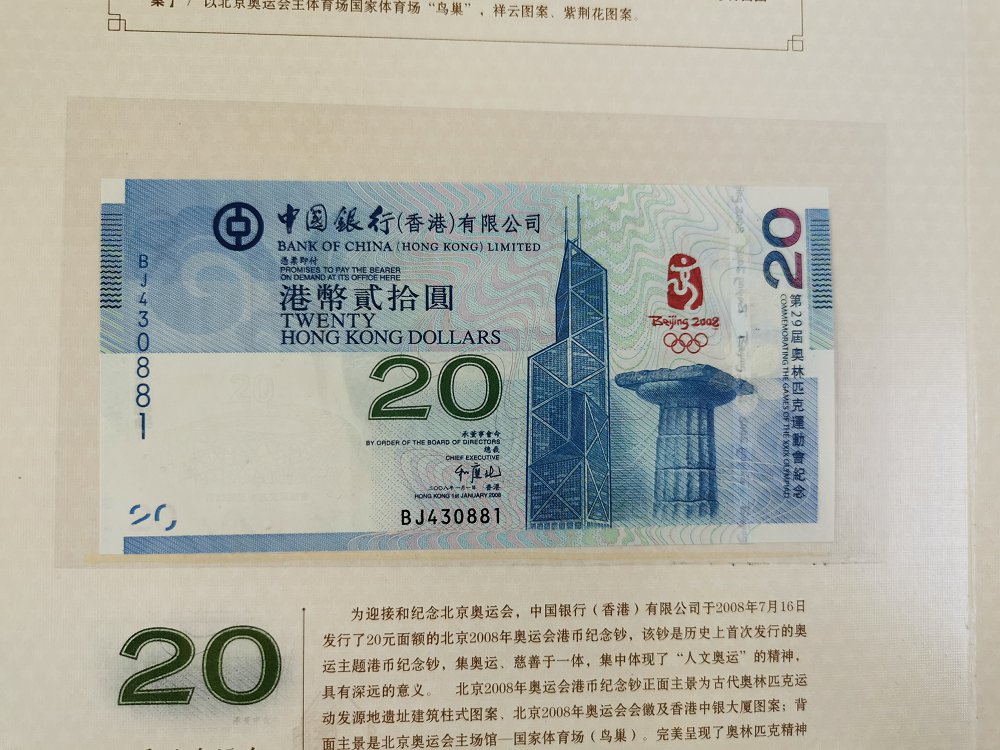 案】 / 以北京奥运会主体育场国家体育场“鸟巢”，祥云图案、紫荆花图案。
中国銀行(香港)有限公司
BANK OF CHINA (HONG KONG) LIMITED
憑票即付
PROMISES TO PAY THE BEARER
ON DEMAND AT ITS OFFICE HERE
港幣貳拾圓
TWENTY
HONG KONG DOLLARS
20
承董事會命
BY ORDER OF THE BOARD OF DIRECTORS
總裁
CHIEF EXECUTIVE
二〇〇八年一月一日 香港
HONG KONG 1st JANUARY 2008
BJ430881
BJ430881
Beijing 2008
20
第29屆奧林匹克運動會紀念
COMMEMORATING THE GAMES OF THE XXIX OLYMPIAD
20
为迎接和纪念北京奥运会，中国银行（香港）有限公司于2008年7月16日
发行了20元面额的北京2008年奥运会港币纪念钞，该钞是历史上首次发行的奥
运主题港币纪念钞，集奥运、慈善于一体，集中体现了“人文奥运”的精神，
具有深远的意义。 北京2008年奥运会港币纪念钞正面主景为古代奥林匹克运
动发源地遗址建筑柱式图案、北京2008年奥运会会徽及香港中银大厦图案；背
面主景是北京奥运会主场馆—国家体育场（鸟巢）。完美呈现了奥林匹克精神